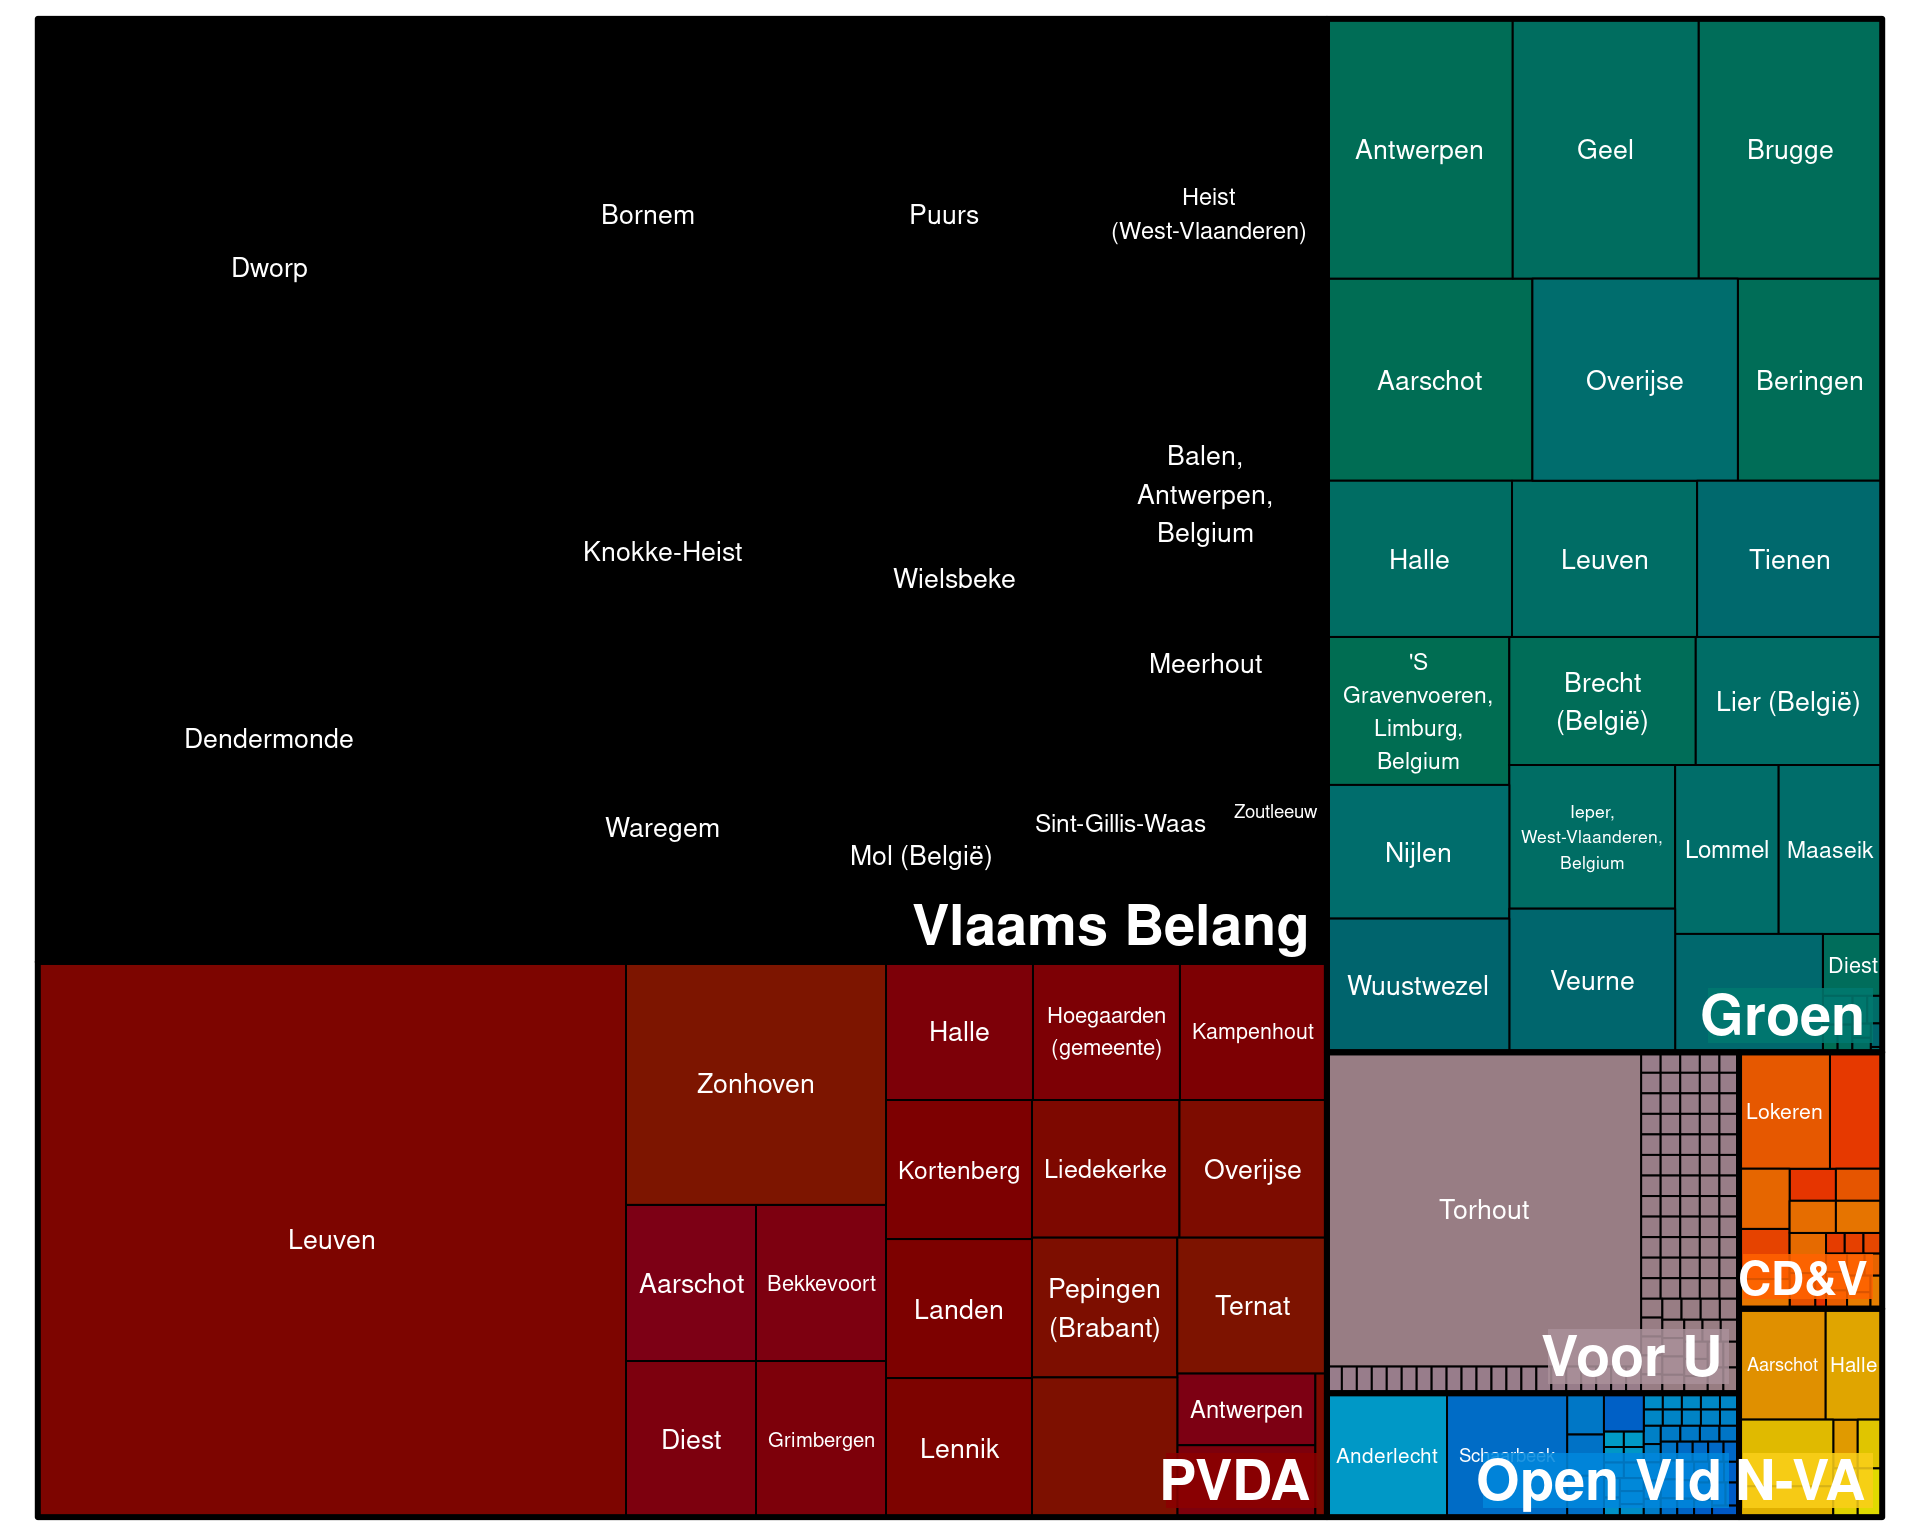 Dworp
Bornem
Puurs
Heist
(West-Vlaanderen)
Dendermonde
Knokke-Heist
Wielsbeke
Balen,
Antwerpen,
Belgium
Meerhout
Waregem
Mol (België)
Sint-Gillis-Waas
Zoutleeuw
Vlaams Belang
Leuven
Zonhoven
Aarschot
Bekkevoort
Diest
Grimbergen
Halle
Hoegaarden
(gemeente)
Kampenhout
Kortenberg
Liedekerke
Overijse
Landen
Pepingen
(Brabant)
Ternat
Lennik
Antwerpen
PVDA
Antwerpen
Geel
Brugge
Aarschot
Overijse
Beringen
Halle
Leuven
Tienen
'S
Gravenvoeren,
Limburg,
Belgium
Brecht
(België)
Lier (België)
Nijlen
Ieper,
West-Vlaanderen,
Belgium
Lommel
Maaseik
Wuustwezel
Veurne
Diest
Groen
Torhout
Voor U
Lokeren
CD&V
Anderlecht
Schaarbeek
Open Vld
Aarschot
Halle
N-VA